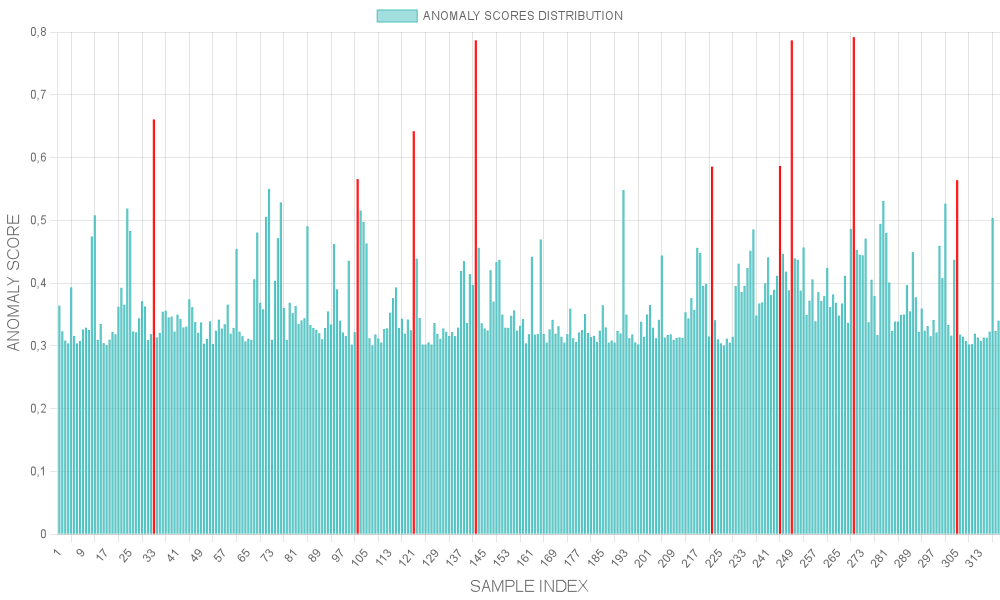 ANOMALY SCORES DISTRIBUTION
0,8
0,7
0,6
0,5
0,4
0,3
0,2
0,1
0
ANOMALY SCORE
1 9 17 25 33 41 49 57 65 73 81 89 97 105 113 121 129 137 145 153 161 169 177 185 193 201 209 217 225 233 241 249 257 265 273 281 289 297 305 313
SAMPLE INDEX